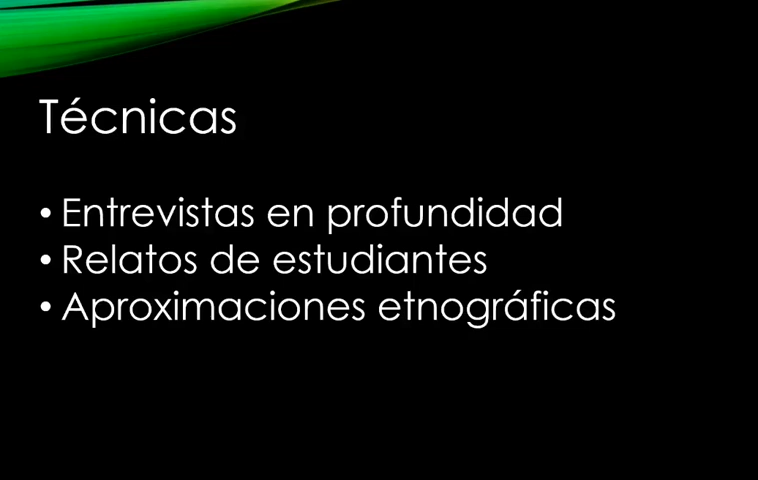 Técnicas
• Entrevistas en profundidad
• Relatos de estudiantes
• Aproximaciones etnográficas